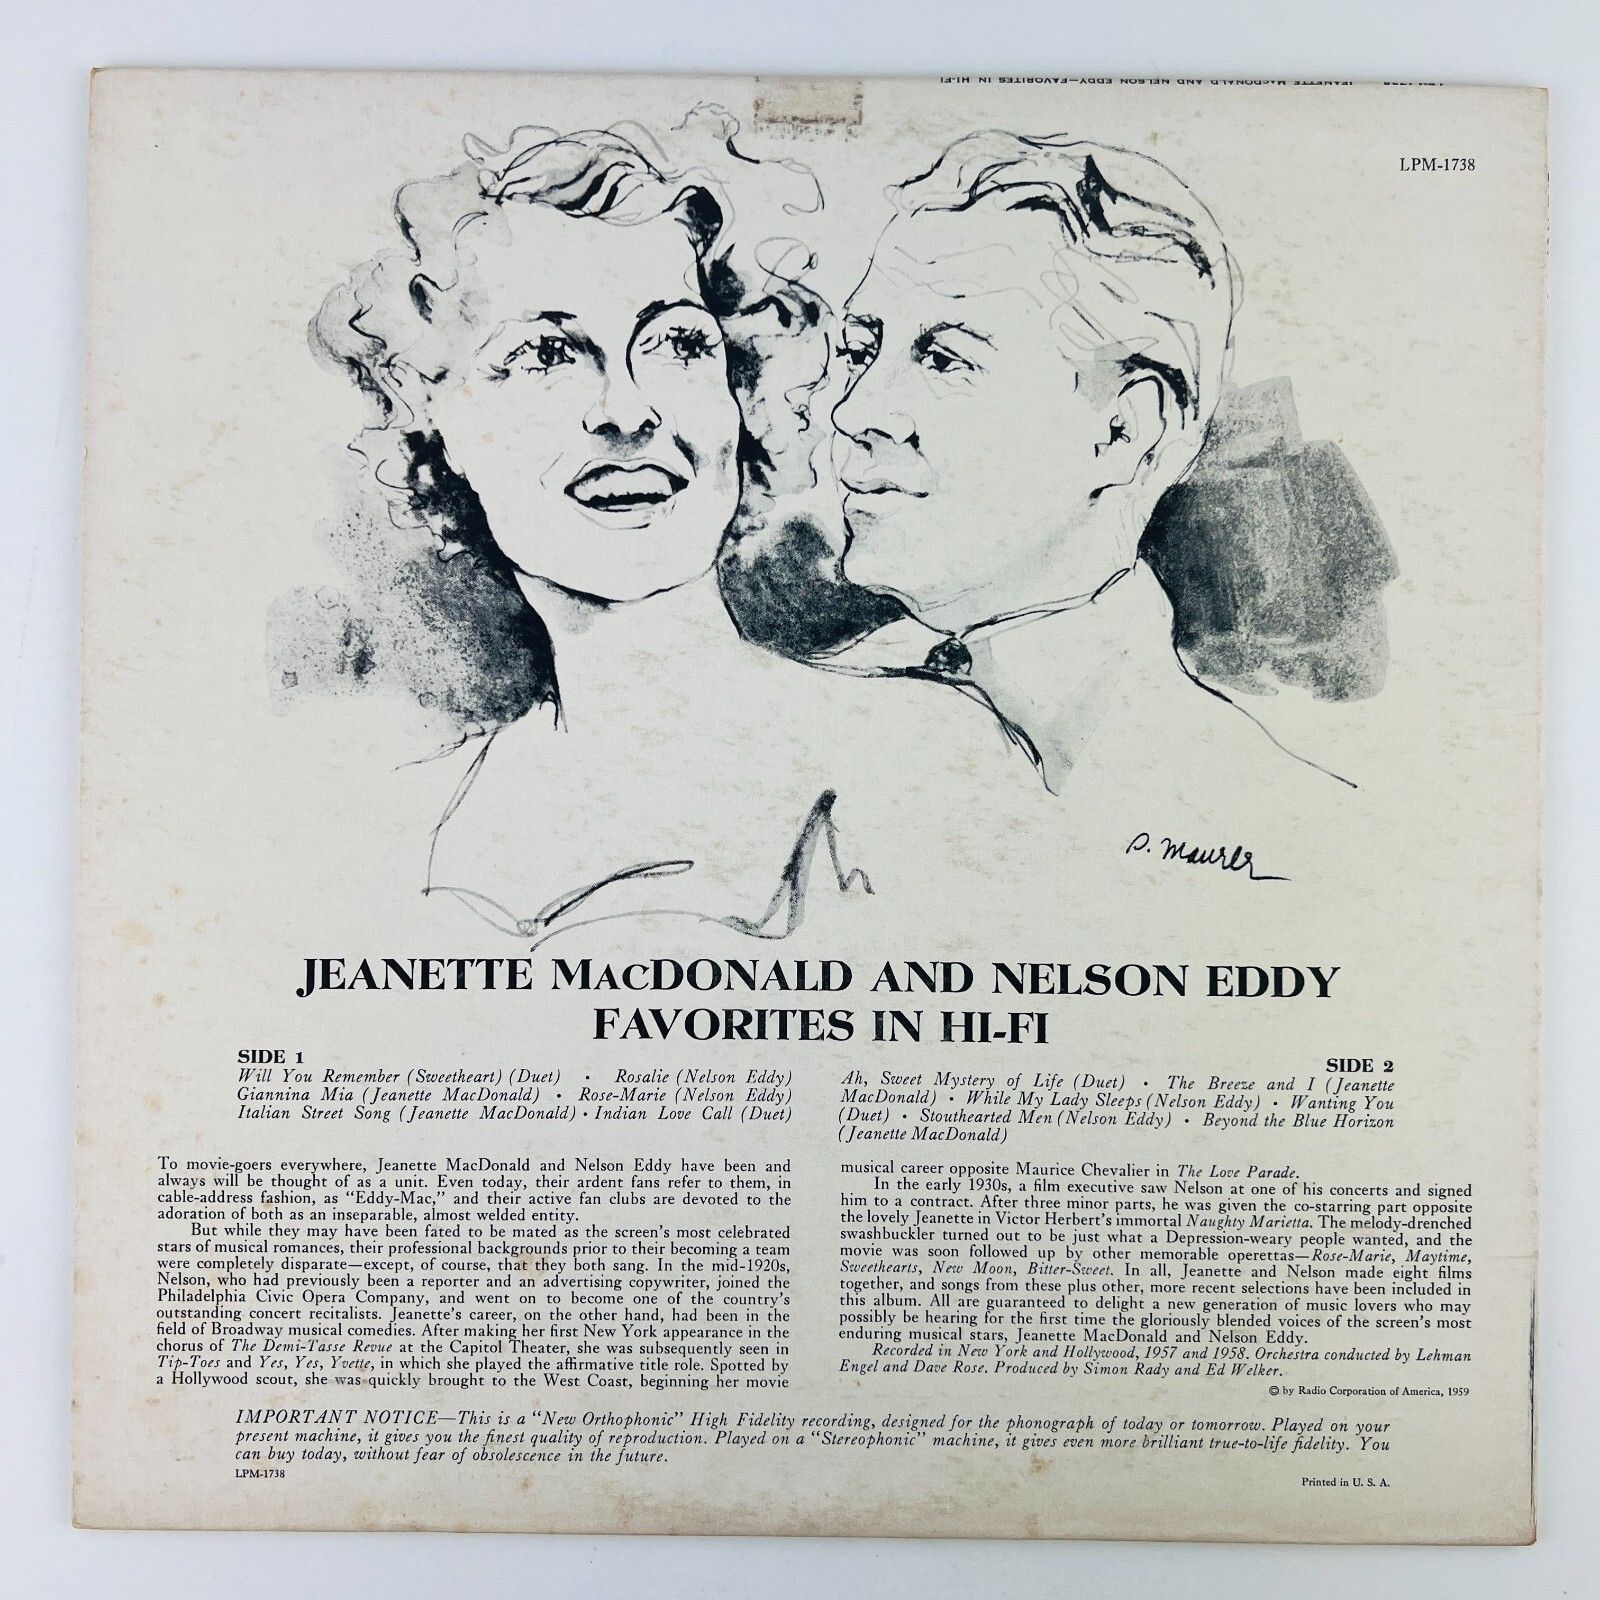 JEANETTE MacDONALD AND NELSON EDDY—FAVORITES IN HI-FI
LPM-1738
D. Maurer
JEANETTE MacDONALD AND NELSON EDDY
FAVORITES IN HI-FI
SIDE 1
Will You Remember (Sweetheart) (Duet) • Rosalie (Nelson Eddy)
Giannina Mia (Jeanette MacDonald) • Rose-Marie (Nelson Eddy)
Italian Street Song (Jeanette MacDonald) • Indian Love Call (Duet)
SIDE 2
Ah, Sweet Mystery of Life (Duet) • The Breeze and I (Jeanette
MacDonald) • While My Lady Sleeps (Nelson Eddy) • Wanting You
(Duet) • Stouthearted Men (Nelson Eddy) • Beyond the Blue Horizon
(Jeanette MacDonald)
To movie-goers everywhere, Jeanette MacDonald and Nelson Eddy have been and
always will be thought of as a unit. Even today, their ardent fans refer to them, in
cable-address fashion, as “Eddy-Mac,” and their active fan clubs are devoted to the
adoration of both as an inseparable, almost welded entity.
But while they may have been fated to be mated as the screen’s most celebrated
stars of musical romances, their professional backgrounds prior to their becoming a team
were completely disparate—except, of course, that they both sang. In the mid-1920s,
Nelson, who had previously been a reporter and an advertising copywriter, joined the
Philadelphia Civic Opera Company, and went on to become one of the country’s
outstanding concert recitalists. Jeanette’s career, on the other hand, had been in the
field of Broadway musical comedies. After making her first New York appearance in the
chorus of The Demi-Tasse Revue at the Capitol Theater, she was subsequently seen in
Tip-Toes and Yes, Yes, Yvette, in which she played the affirmative title role. Spotted by
a Hollywood scout, she was quickly brought to the West Coast, beginning her movie
musical career opposite Maurice Chevalier in The Love Parade.
In the early 1930s, a film executive saw Nelson at one of his concerts and signed
him to a contract. After three minor parts, he was given the co-starring part opposite
the lovely Jeanette in Victor Herbert’s immortal Naughty Marietta. The melody-drenched
swashbuckler turned out to be just what a Depression-weary people wanted, and the
movie was soon followed up by other memorable operettas—Rose-Marie, Maytime,
Sweethearts, New Moon, Bitter-Sweet. In all, Jeanette and Nelson made eight films
together, and songs from these plus other, more recent selections have been included in
this album. All are guaranteed to delight a new generation of music lovers who may
possibly be hearing for the first time the gloriously blended voices of the screen’s most
enduring musical stars, Jeanette MacDonald and Nelson Eddy.
Recorded in New York and Hollywood, 1957 and 1958. Orchestra conducted by Lehman
Engel and Dave Rose. Produced by Simon Rady and Ed Welker.
© by Radio Corporation of America, 1959
IMPORTANT NOTICE—This is a “New Orthophonic” High Fidelity recording, designed for the phonograph of today or tomorrow. Played on your
present machine, it gives you the finest quality of reproduction. Played on a “Stereophonic” machine, it gives even more brilliant true-to-life fidelity. You
can buy today, without fear of obsolescence in the future.
LPM-1738
Printed in U. S. A.